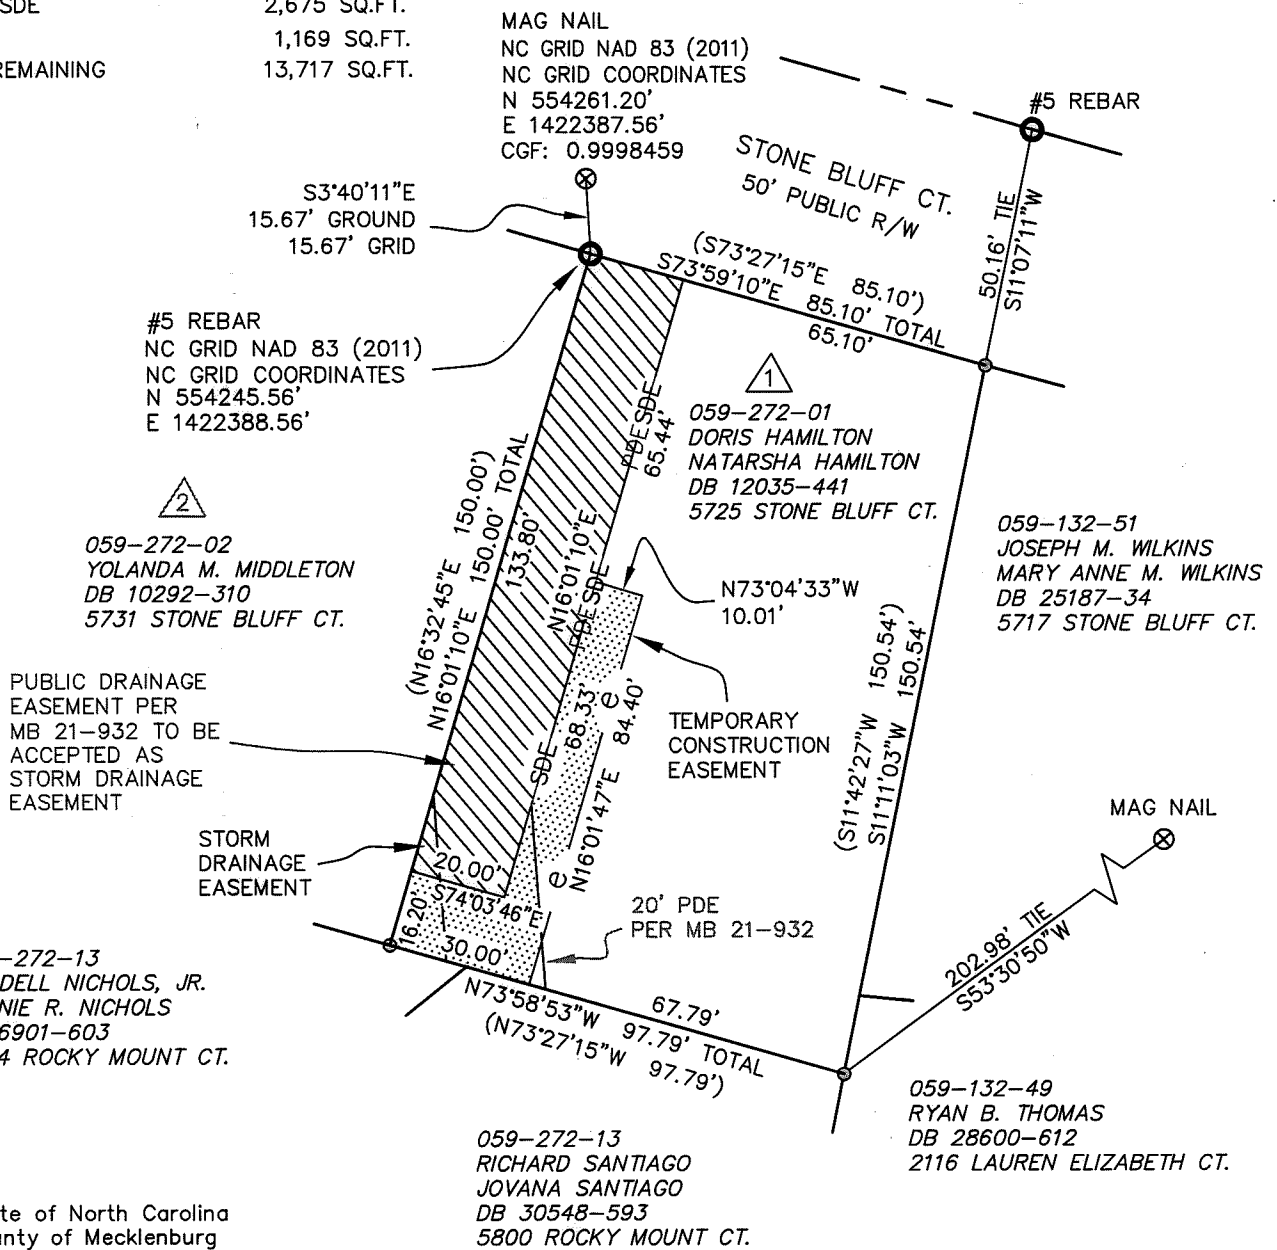 SDE 2,675 SQ.FT.
1,169 SQ.FT.
REMAINING 13,717 SQ.FT.
MAG NAIL
NC GRID NAD 83 (2011)
NC GRID COORDINATES
N 554261.20'
E 1422387.56'
CGF: 0.9998459
#5 REBAR
STONE BLUFF CT.
50' PUBLIC R/W
50.16' TIE
S11°07'11"W
S3°40'11"E
15.67' GROUND
15.67' GRID
(S73°27'15"E 85.10')
S73°59'10"E 85.10' TOTAL
65.10'
#5 REBAR
NC GRID NAD 83 (2011)
NC GRID COORDINATES
N 554245.56'
E 1422388.56'
1
059-272-01
DORIS HAMILTON
NATARSHA HAMILTON
DB 12035-441
5725 STONE BLUFF CT.
PDE SDE
65.44'
N16°01'10"E
PDE SDE
(N16°32'45"E 150.00')
N16°01'10"E 150.00' TOTAL
133.80'
2
059-272-02
YOLANDA M. MIDDLETON
DB 10292-310
5731 STONE BLUFF CT.
059-132-51
JOSEPH M. WILKINS
MARY ANNE M. WILKINS
DB 25187-34
5717 STONE BLUFF CT.
N73°04'33"W
10.01'
PUBLIC DRAINAGE
EASEMENT PER
MB 21-932 TO BE
ACCEPTED AS
STORM DRAINAGE
EASEMENT
SDE 68.33'
e e
N16°01'47"E 84.40'
TEMPORARY
CONSTRUCTION
EASEMENT
(S11°42'27"W 150.54')
S11°11'03"W 150.54'
MAG NAIL
STORM
DRAINAGE
EASEMENT
20.00'
S74°03'46"E
16.20'
30.00'
20' PDE
PER MB 21-932
202.98' TIE
S53°30'50"W
67.79'
N73°58'53"W 97.79' TOTAL
(N73°27'15"W 97.79')
-272-13
DELL NICHOLS, JR.
NIE R. NICHOLS
6901-603
4 ROCKY MOUNT CT.
059-132-49
RYAN B. THOMAS
DB 28600-612
2116 LAUREN ELIZABETH CT.
059-272-13
RICHARD SANTIAGO
JOVANA SANTIAGO
DB 30548-593
5800 ROCKY MOUNT CT.
te of North Carolina
nty of Mecklenburg